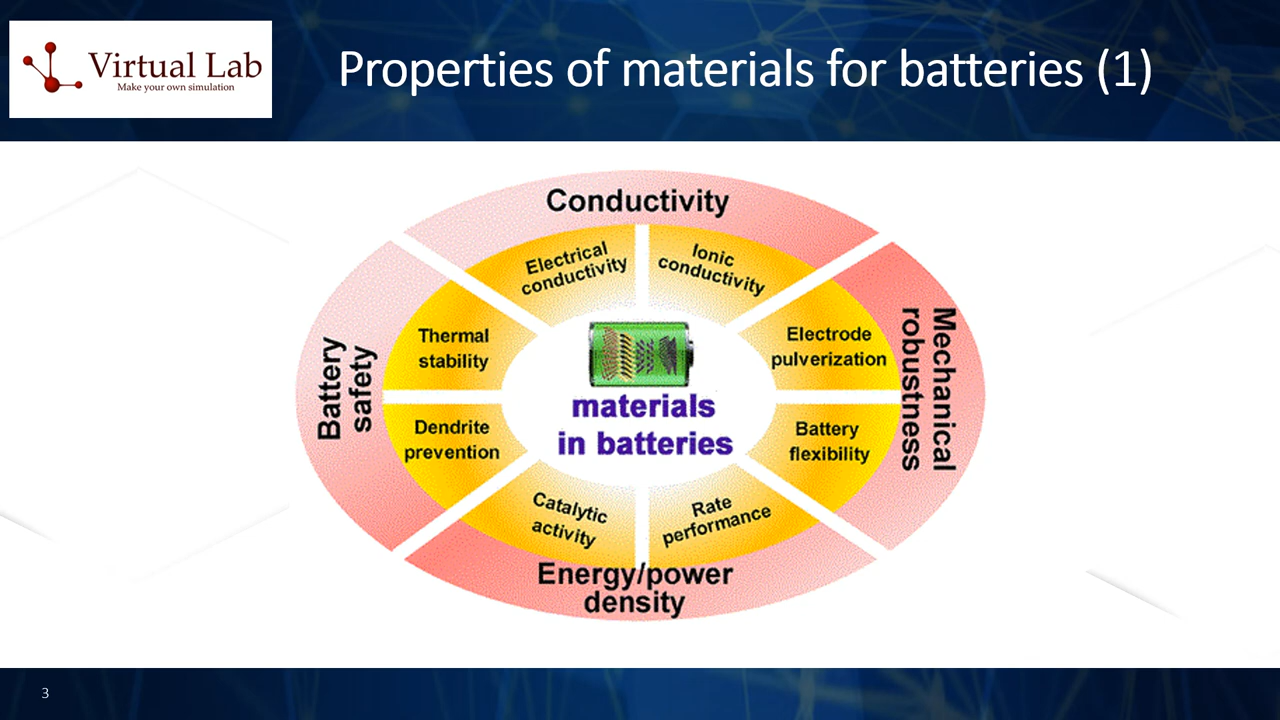 Virtual Lab
Make your own simulation
Properties of materials for batteries (1)
Conductivity
Electrical
conductivity
Ionic
conductivity
Thermal
stability
Electrode
pulverization
Mechanical
robustness
Battery
safety
materials
in batteries
Dendrite
prevention
Battery
flexibility
Catalytic
activity
Rate
performance
Energy/power
density
3